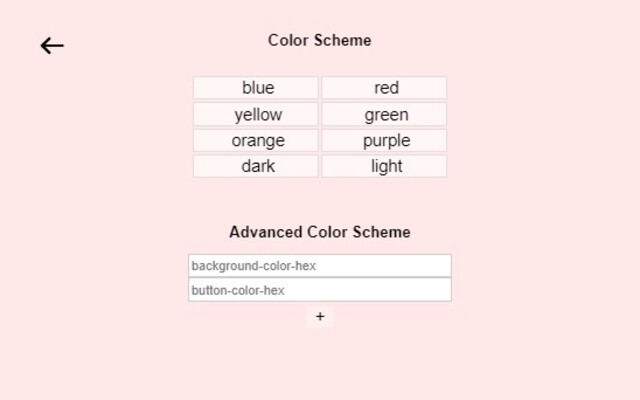 Color Scheme
blue red
yellow green
orange purple
dark light
Advanced Color Scheme
background-color-hex
button-color-hex
+